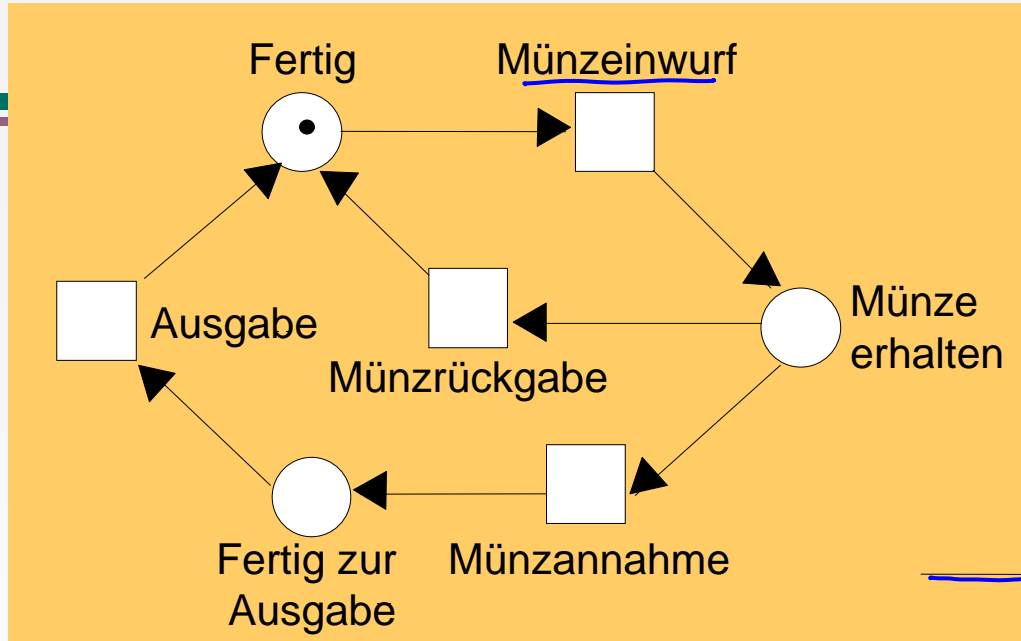 Fertig
Münzeinwurf
Ausgabe
Münzrückgabe
Münze
erhalten
Fertig zur
Ausgabe
Münzannahme